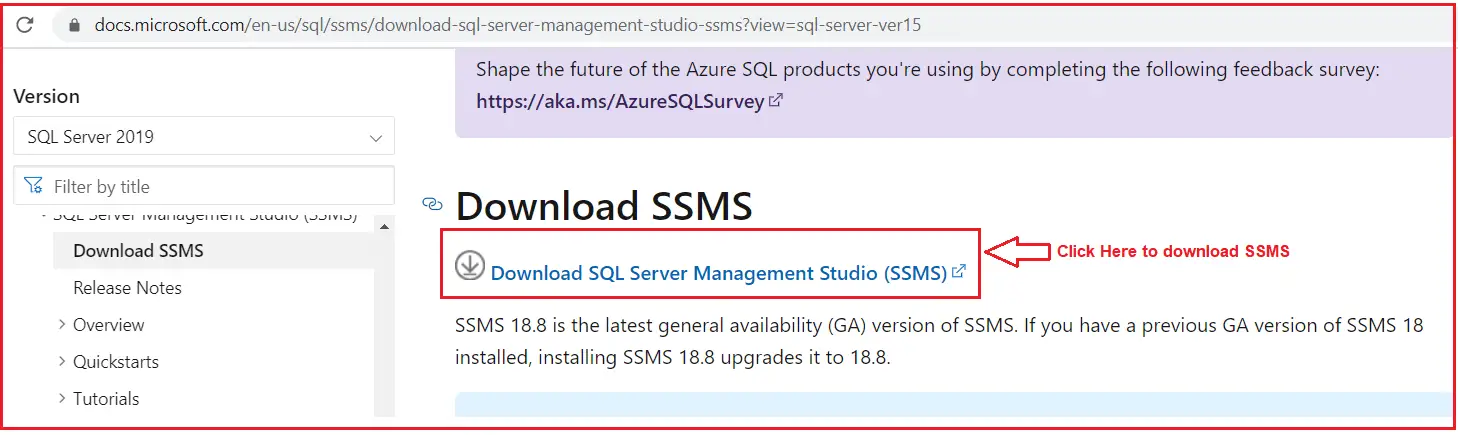 docs.microsoft.com/en-us/sql/ssms/download-sql-server-management-studio-ssms?view=sql-server-ver15
Version
SQL Server 2019
Filter by title
SQL Server Management Studio (SSMS)
Download SSMS
Release Notes
Overview
Quickstarts
Tutorials
Shape the future of the Azure SQL products you're using by completing the following feedback survey:
https://aka.ms/AzureSQLSurvey
Download SSMS
Download SQL Server Management Studio (SSMS)
Click Here to download SSMS
SSMS 18.8 is the latest general availability (GA) version of SSMS. If you have a previous GA version of SSMS 18
installed, installing SSMS 18.8 upgrades it to 18.8.